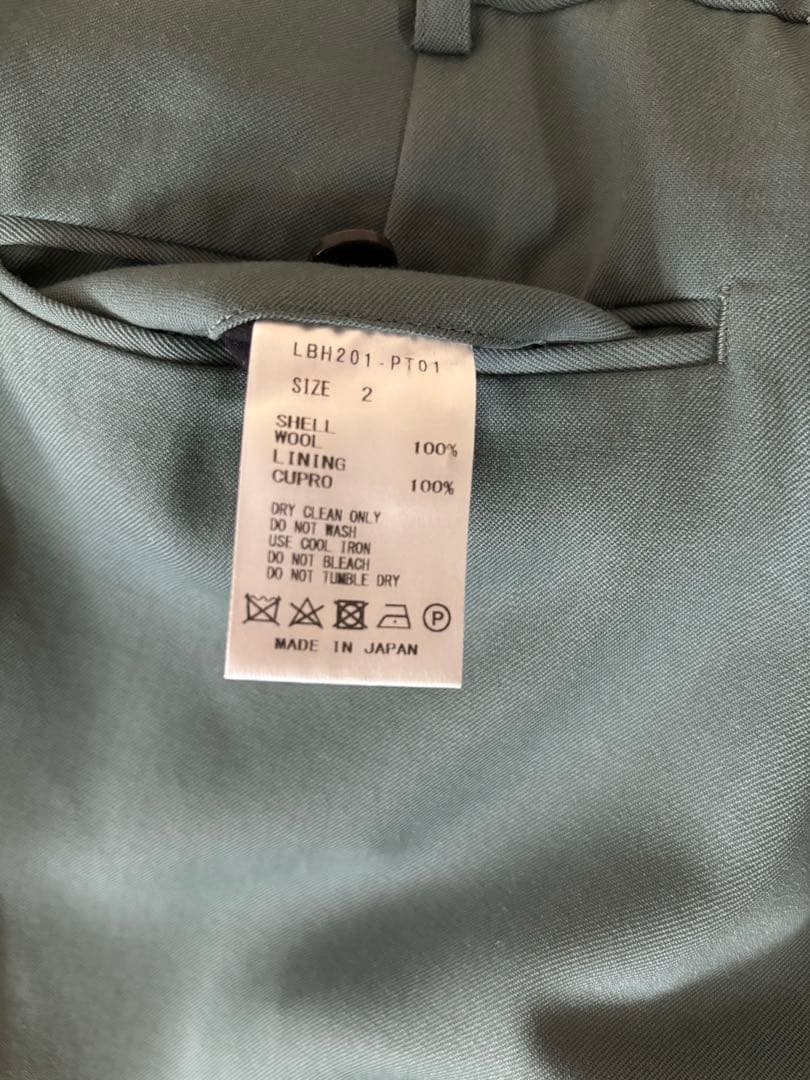 LBH201-PT01
SIZE 2
SHELL
WOOL 100%
LINING
CUPRO 100%
DRY CLEAN ONLY
DO NOT WASH
USE COOL IRON
DO NOT BLEACH
DO NOT TUMBLE DRY
P
MADE IN JAPAN